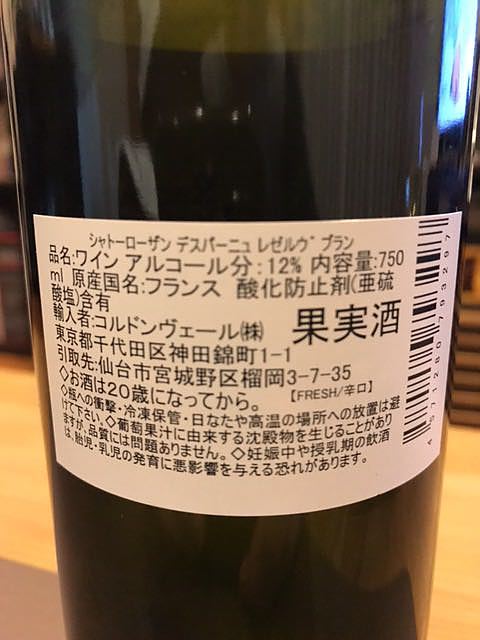 シャトーローザン デスパーニュ レゼルヴ ブラン
品名:ワイン アルコール分:12% 内容量:750
ml 原産国名:フランス 酸化防止剤(亜硫
酸塩)含有
輸入者:コルドンヴェール㈱
果実酒
東京都千代田区神田錦町1-1
引取先:仙台市宮城野区榴岡3-7-35
◇お酒は20歳になってから。
【FRESH/辛口】
◇瓶への衝撃・冷凍保管・日なたや高温の場所への放置は避
けて下さい。◇葡萄果汁に由来する沈殿物を生じることがあり
ますが、品質には問題ありません。◇妊娠中や授乳期の飲酒
は、胎児・乳児の発育に悪影響を与える恐れがあります。
4 571280 793297